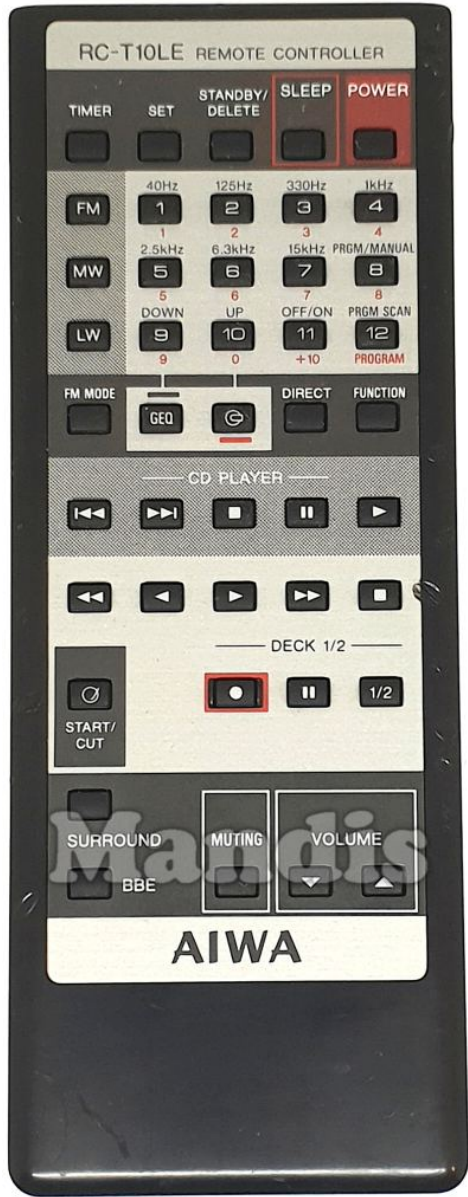 RC-T10LE REMOTE CONTROLLER
TIMER SET STANDBY/ DELETE SLEEP POWER
40Hz 125Hz 330Hz 1kHz
FM 1 2 3 4
1 2 3 4
2.5kHz 6.3kHz 15kHz PRGM/MANUAL
MW 5 6 7 8
5 6 7 8
DOWN UP OFF/ON PRGM SCAN
LW 9 10 11 12
9 0 +10 PROGRAM
FM MODE DIRECT FUNCTION
GEQ
CD PLAYER
DECK 1/2
1/2
START/
CUT
SURROUND MUTING VOLUME
BBE
Mandis
AIWA